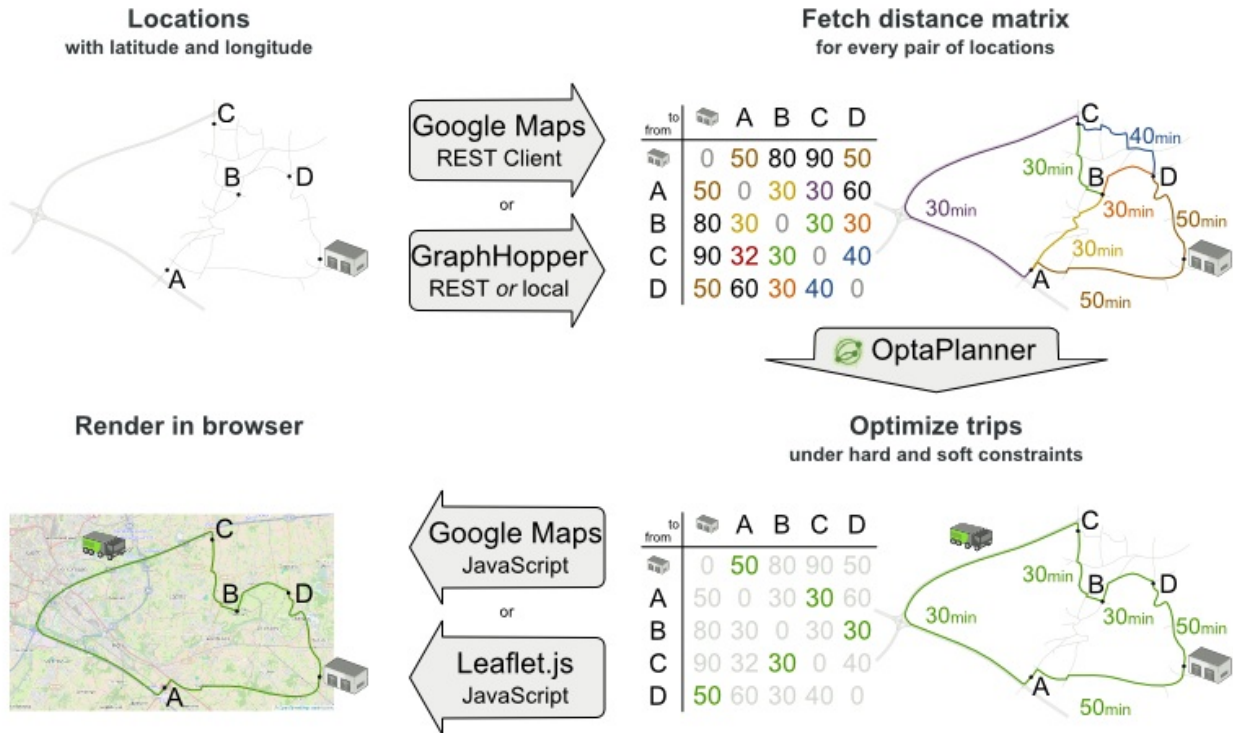 Locations
with latitude and longitude
C
B
D
A
Google Maps
REST Client
or
GraphHopper
REST or local
Fetch distance matrix
for every pair of locations
to
from
A B C D
0 50 80 90 50
A 50 0 30 30 60
B 80 30 0 30 30
C 90 32 30 0 40
D 50 60 30 40 0
C
40min
30min
B
D
30min
30min
50min
30min
A
50min
OptaPlanner
Render in browser
C
B
D
A
Google Maps
JavaScript
or
Leaflet.js
JavaScript
Optimize trips
under hard and soft constraints
to
from
A B C D
0 50 80 90 50
A 50 0 30 30 60
B 80 30 0 30 30
C 90 32 30 0 40
D 50 60 30 40 0
C
30min
B
D
30min
30min
50min
A
50min